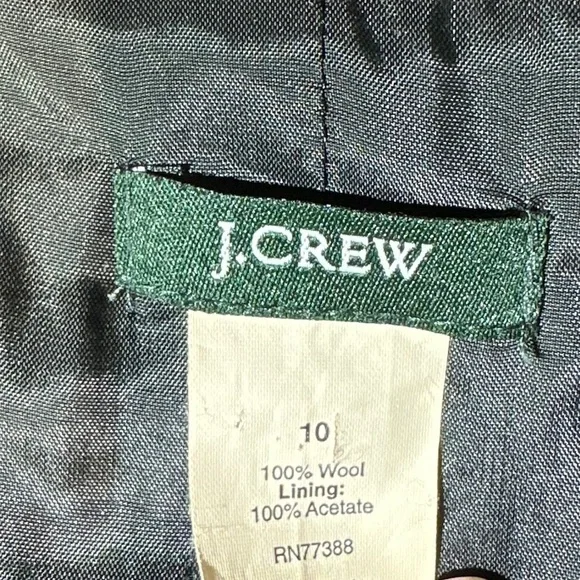 J.CREW
10
100% Wool
Lining:
100% Acetate
RN77388